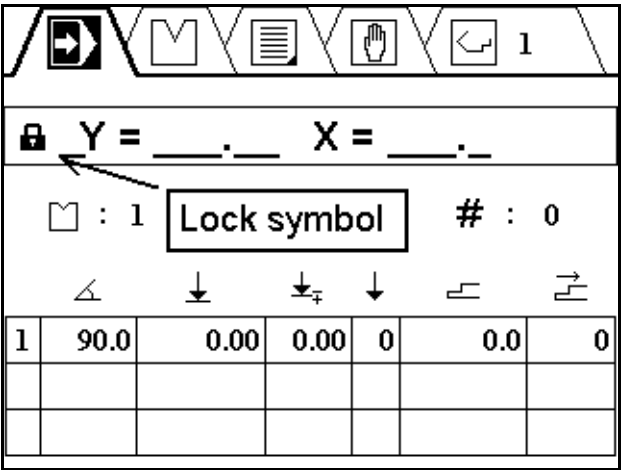 1
Y = ___.__ X = ___._
: 1 Lock symbol # : 0
1 90.0 0.00 0.00 0 0.0 0